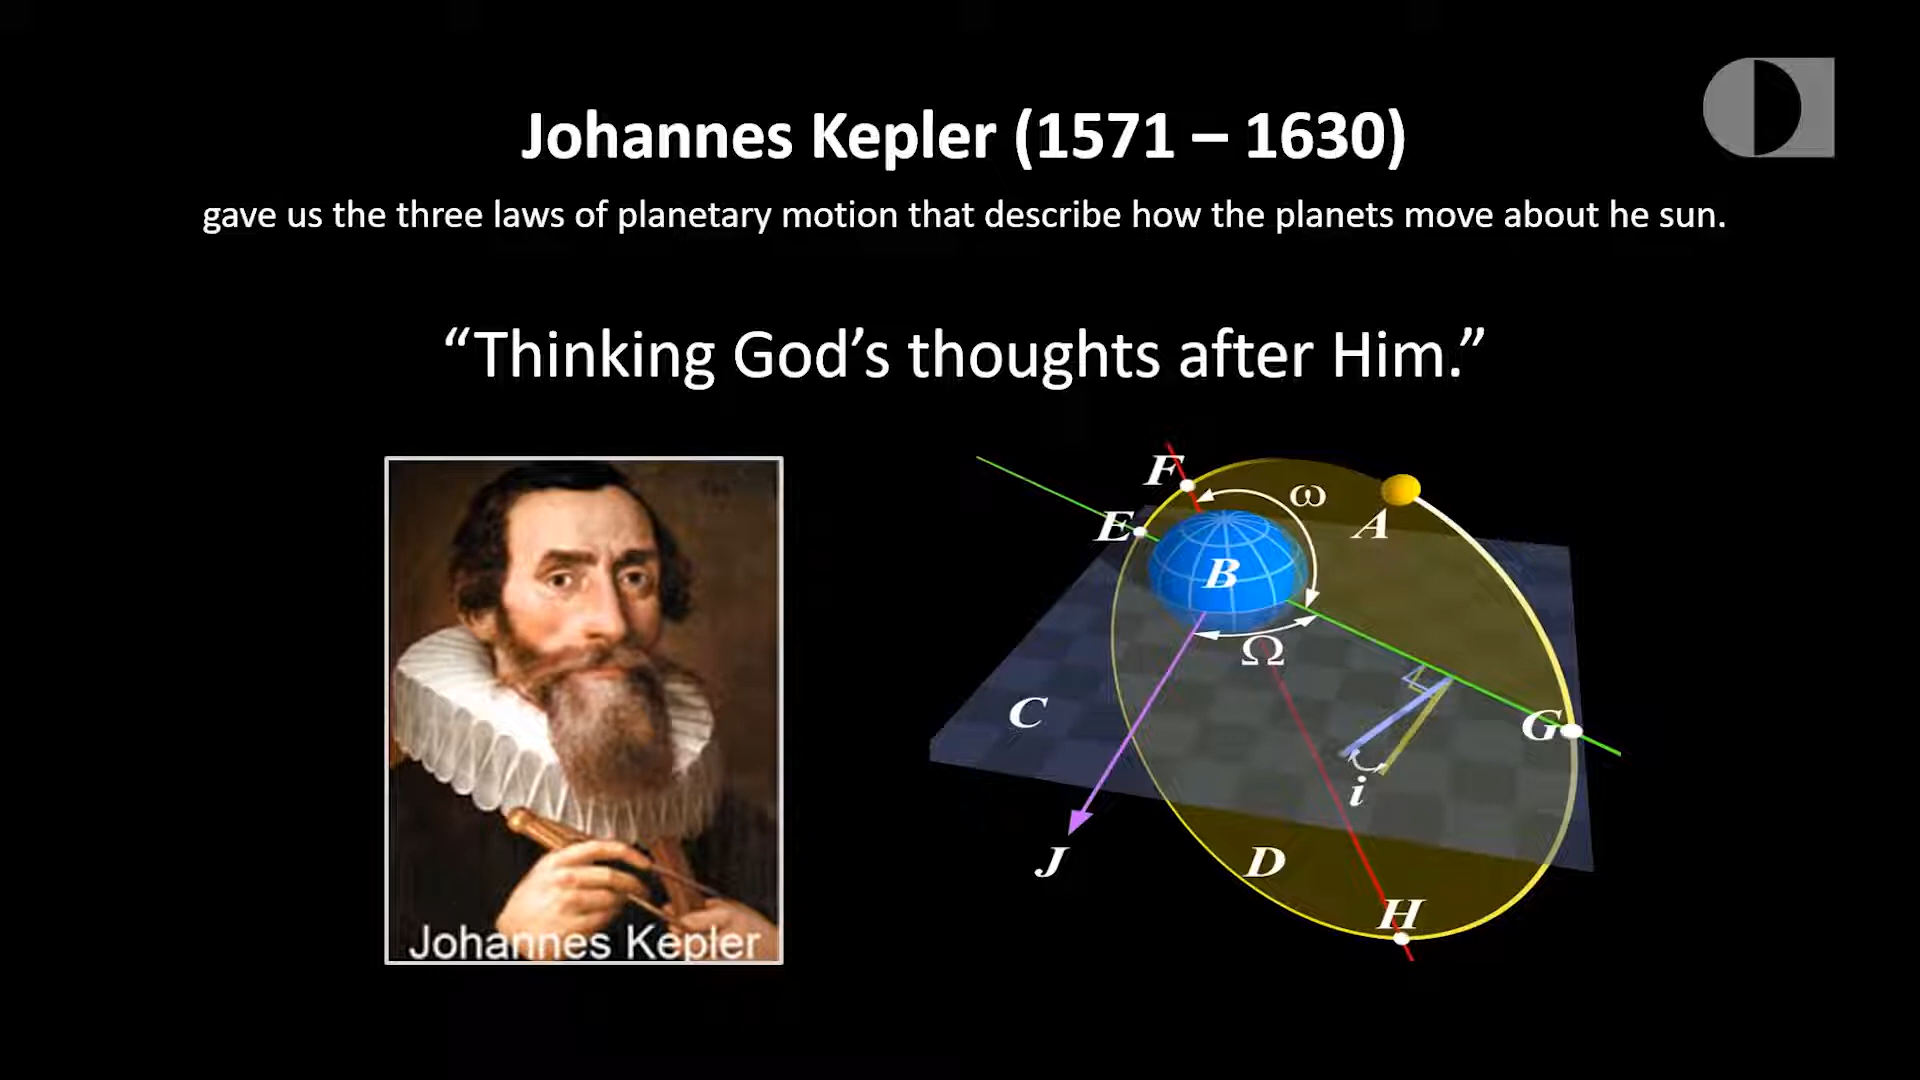 Johannes Kepler (1571 – 1630)
gave us the three laws of planetary motion that describe how the planets move about he sun.
“Thinking God’s thoughts after Him.”
F
ω
E
A
B
Ω
C
G
i
J
D
H
Johannes Kepler